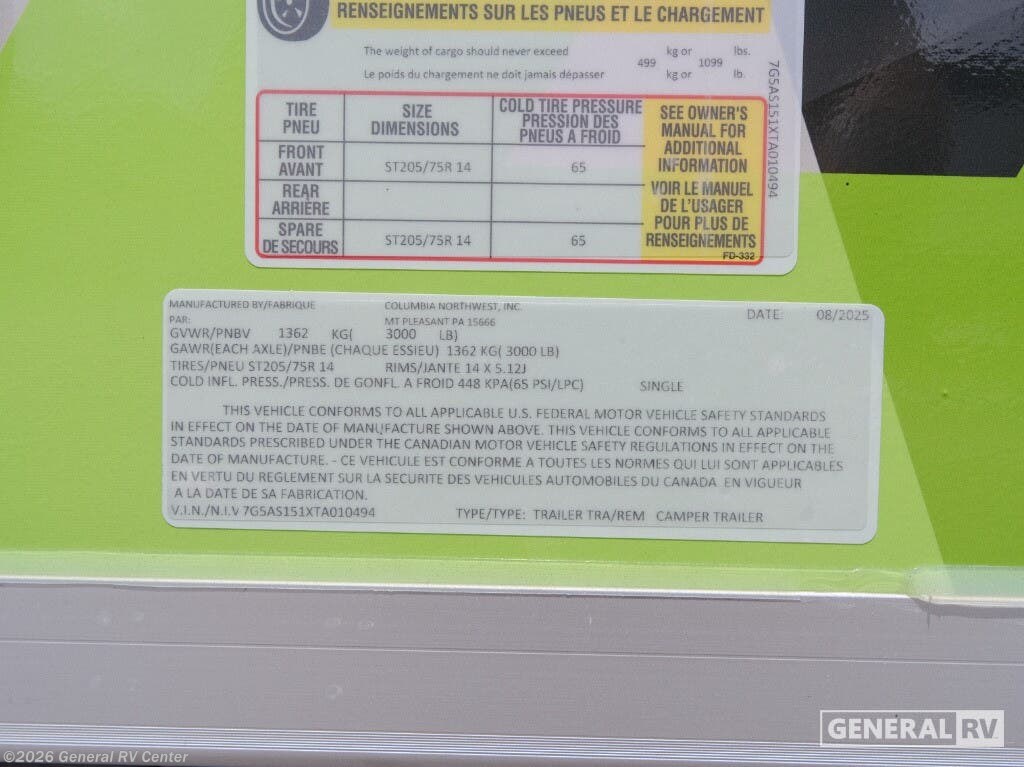 RENSEIGNEMENTS SUR LES PNEUS ET LE CHARGEMENT
The weight of cargo should never exceed 499 kg or 1099 lbs.
Le poids du chargement ne doit jamais dépasser kg or lb.
TIRE PNEU SIZE DIMENSIONS COLD TIRE PRESSURE PRESSION DES PNEUS A FROID
FRONT AVANT ST205/75R 14 65
REAR ARRIÈRE
SPARE DE SECOURS ST205/75R 14 65
SEE OWNER'S
MANUAL FOR
ADDITIONAL
INFORMATION
VOIR LE MANUEL
DE L'USAGER
POUR PLUS DE
RENSEIGNEMENTS
FD-332
7G5AS151XTA010494
MANUFACTURED BY/FABRIQUE COLUMBIA NORTHWEST, INC. DATE: 08/2025
PAR: MT PLEASANT PA 15666
GVWR/PNBV 1362 KG( 3000 LB)
GAWR(EACH AXLE)/PNBE (CHAQUE ESSIEU) 1362 KG( 3000 LB)
TIRES/PNEU ST205/75R 14 RIMS/JANTE 14 X 5.12J
COLD INFL. PRESS./PRESS. DE GONFL. A FROID 448 KPA(65 PSI/LPC) SINGLE
THIS VEHICLE CONFORMS TO ALL APPLICABLE U.S. FEDERAL MOTOR VEHICLE SAFETY STANDARDS
IN EFFECT ON THE DATE OF MANUFACTURE SHOWN ABOVE. THIS VEHICLE CONFORMS TO ALL APPLICABLE
STANDARDS PRESCRIBED UNDER THE CANADIAN MOTOR VEHICLE SAFETY REGULATIONS IN EFFECT ON THE
DATE OF MANUFACTURE. - CE VEHICULE EST CONFORME A TOUTES LES NORMES QUI LUI SONT APPLICABLES
EN VERTU DU REGLEMENT SUR LA SECURITE DES VEHICULES AUTOMOBILES DU CANADA EN VIGUEUR
A LA DATE DE SA FABRICATION.
V.I.N./N.I.V 7G5AS151XTA010494 TYPE/TYPE: TRAILER TRA/REM CAMPER TRAILER
GENERAL RV
©2026 General RV Center